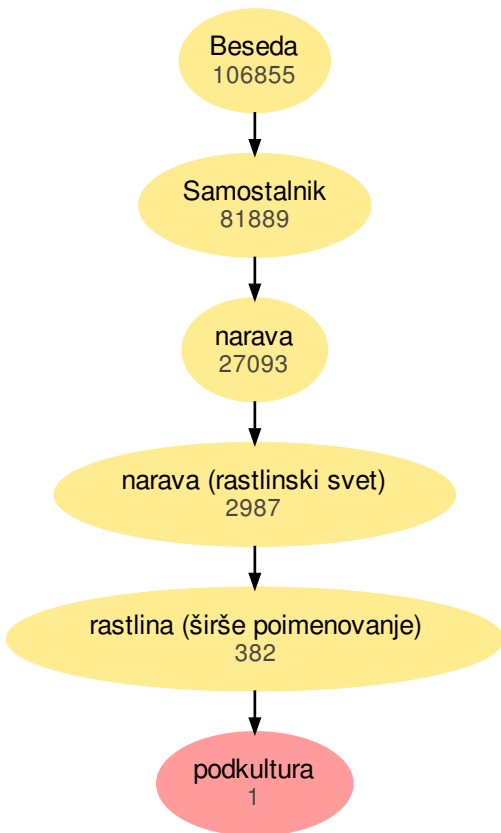 Beseda
106855
Samostalnik
81889
narava
27093
narava (rastlinski svet)
2987
rastlina (širše poimenovanje)
382
podkultura
1